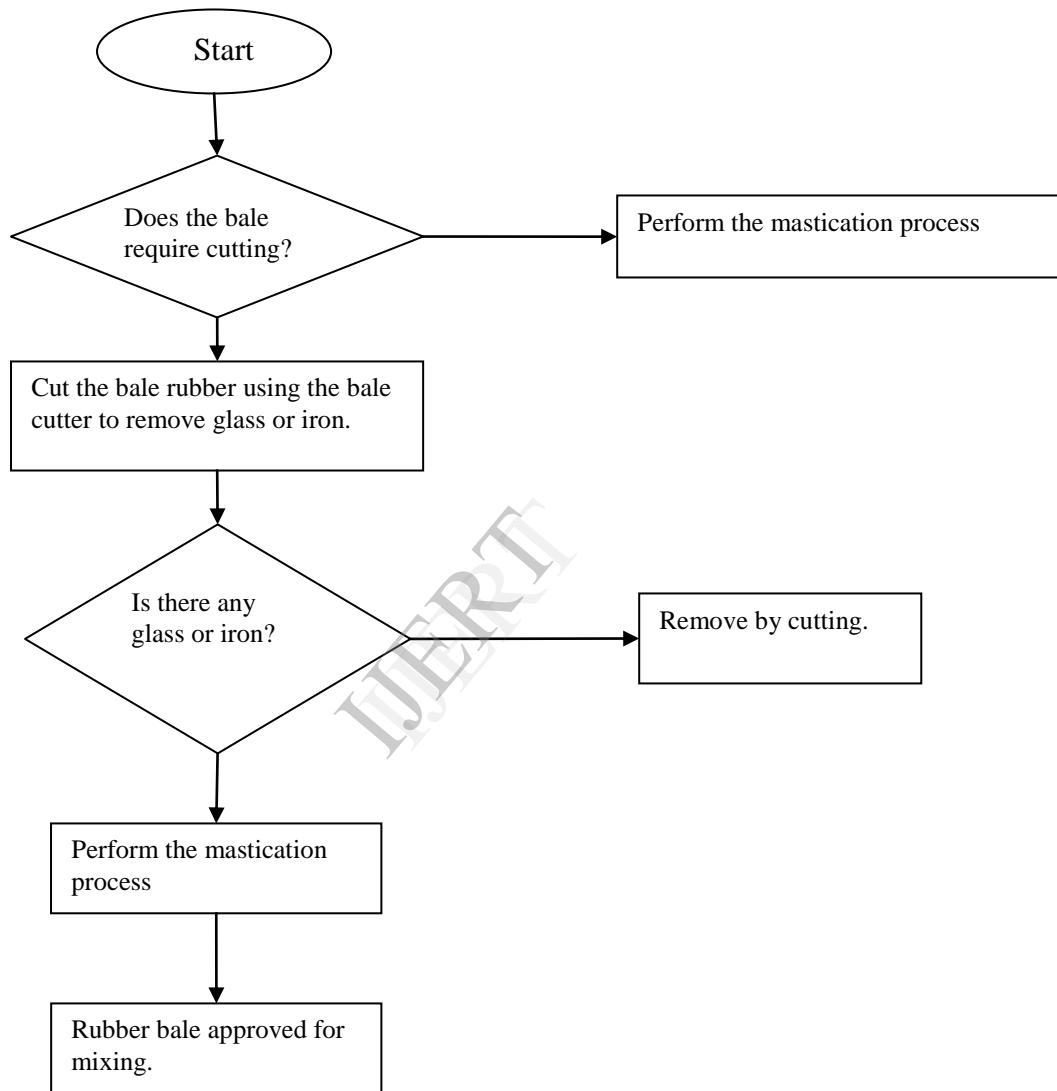 Start
Does the bale
require cutting?
Perform the mastication process
Cut the bale rubber using the bale
cutter to remove glass or iron.
Is there any
glass or iron?
Remove by cutting.
IJERT
Perform the mastication
process
Rubber bale approved for
mixing.